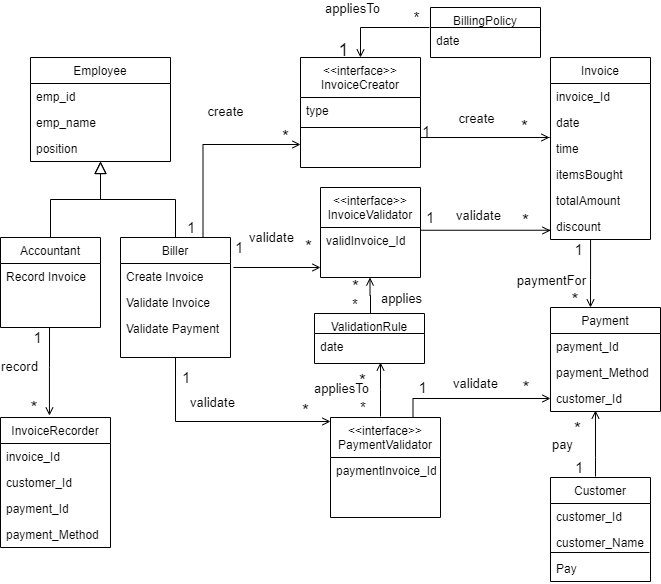 appliesTo
*
BillingPolicy
date
1
Employee
emp_id
emp_name
position
<<interface>>
InvoiceCreator
type
Invoice
invoice_Id
date
time
itemsBought
totalAmount
discount
create
*
1
create
*
<<interface>>
InvoiceValidator
validInvoice_Id
1
validate
*
1
1
validate
*
Accountant
Record Invoice
Biller
Create Invoice
Validate Invoice
Validate Payment
1
paymentFor
*
*
*
applies
ValidationRule
date
Payment
payment_Id
payment_Method
customer_Id
1
record
*
1
validate
*
appliesTo
*
*
1
validate
*
InvoiceRecorder
invoice_Id
customer_Id
payment_Id
payment_Method
<<interface>>
PaymentValidator
paymentInvoice_Id
*
pay
1
Customer
customer_Id
customer_Name
Pay